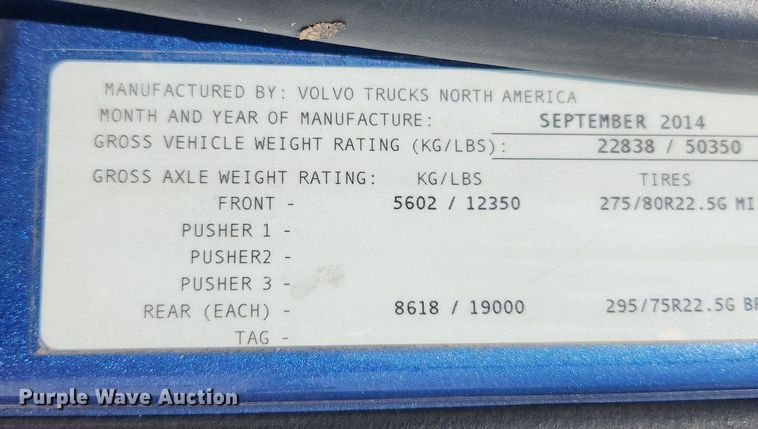 MANUFACTURED BY: VOLVO TRUCKS NORTH AMERICA
MONTH AND YEAR OF MANUFACTURE: SEPTEMBER 2014
GROSS VEHICLE WEIGHT RATING (KG/LBS): 22838 / 50350
GROSS AXLE WEIGHT RATING: KG/LBS TIRES
FRONT - 5602 / 12350 275/80R22.5G MI
PUSHER 1 -
PUSHER2 -
PUSHER 3 -
REAR (EACH) - 8618 / 19000 295/75R22.5G
TAG -
Purple Wave Auction